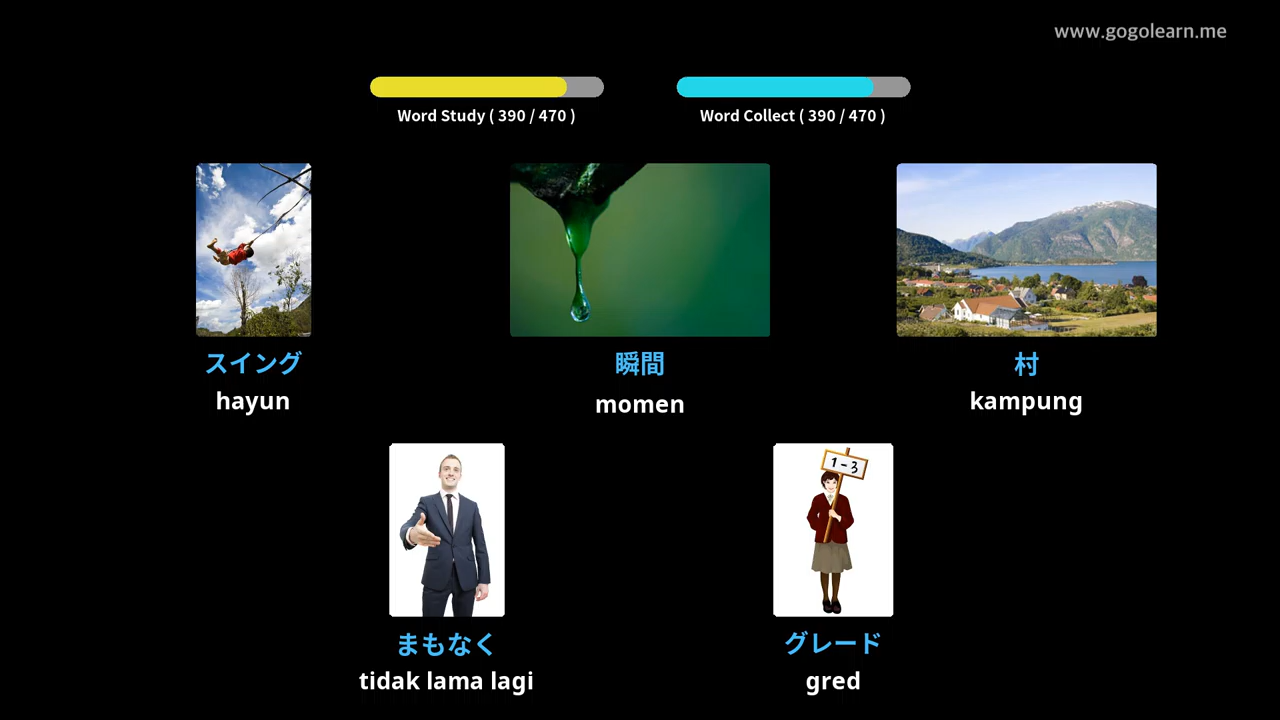 www.gogolearn.me
Word Study ( 390 / 470 )
Word Collect ( 390 / 470 )
スイング
hayun
瞬間
momen
村
kampung
1-3
まもなく
tidak lama lagi
グレード
gred